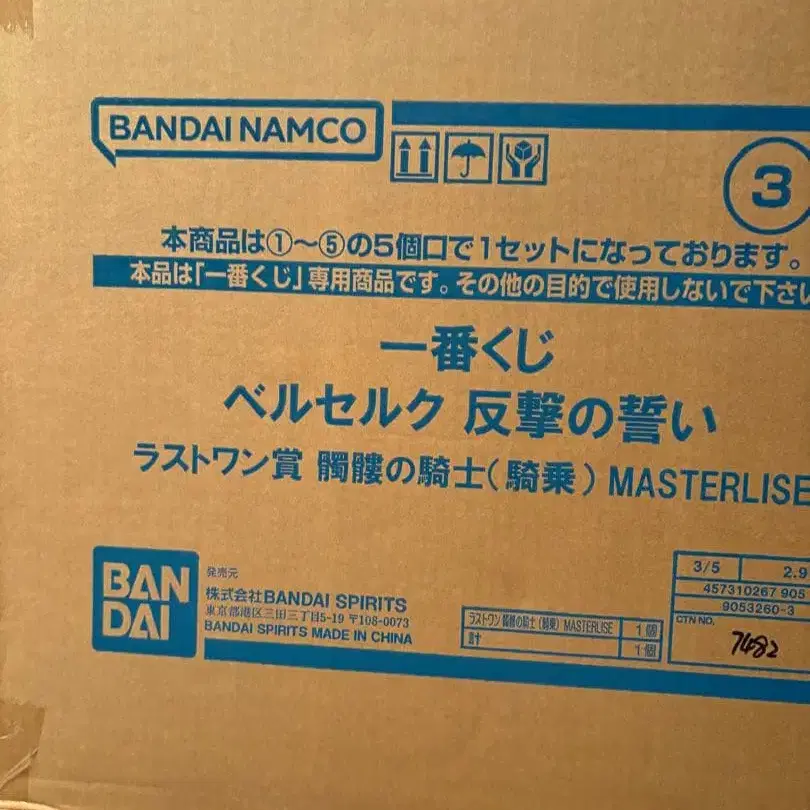 BANDAI NAMCO
3
本商品は①~⑤の5個口で1セットになっております。
本品は「一番くじ」専用商品です。その他の目的で使用しないで下さい
一番くじ
ベルセルク 反撃の誓い
ラストワン賞 髑髏の騎士(騎乗) MASTERLISE
BAN
DAI
発売元
株式会社BANDAI SPIRITS
東京都港区三田三丁目5-19 〒108-0073
BANDAI SPIRITS MADE IN CHINA
ラストワン 髑髏の騎士(騎乗) MASTERLISE 1個
計 1個
3/5 2.9
457310267 905
9053260-3
CTN NO.
7482